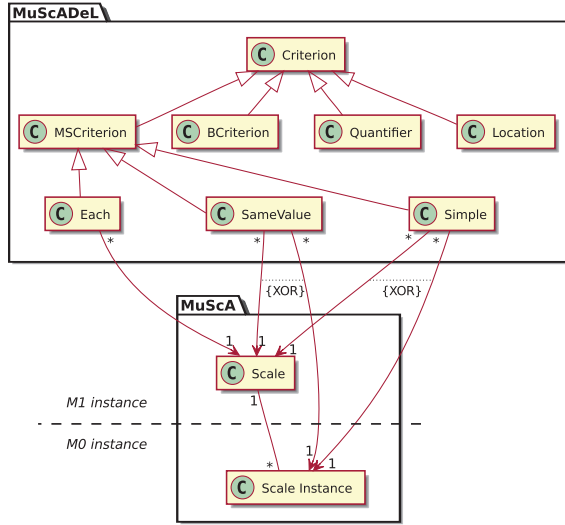 MuScADeL
C Criterion
C MSCriterion
C BCriterion
C Quantifier
C Location
C Each
C SameValue
C Simple
* * * * *
{XOR} {XOR}
MuScA
1 1 1
C Scale
1
M1 instance
M0 instance
* 1 1
C Scale Instance